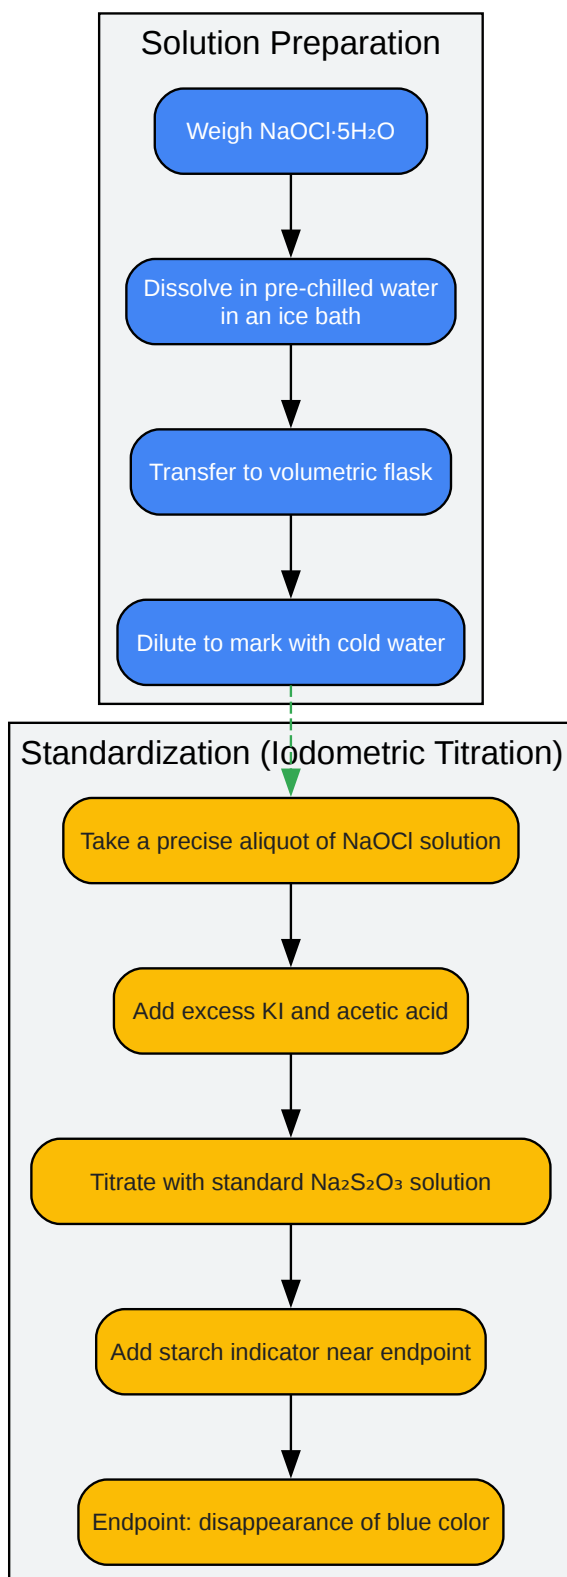 Solution Preparation
Weigh NaOCl·5H₂O
Dissolve in pre-chilled water
in an ice bath
Transfer to volumetric flask
Dilute to mark with cold water
Standardization (Iodometric Titration)
Take a precise aliquot of NaOCl solution
Add excess KI and acetic acid
Titrate with standard Na₂S₂O₃ solution
Add starch indicator near endpoint
Endpoint: disappearance of blue color